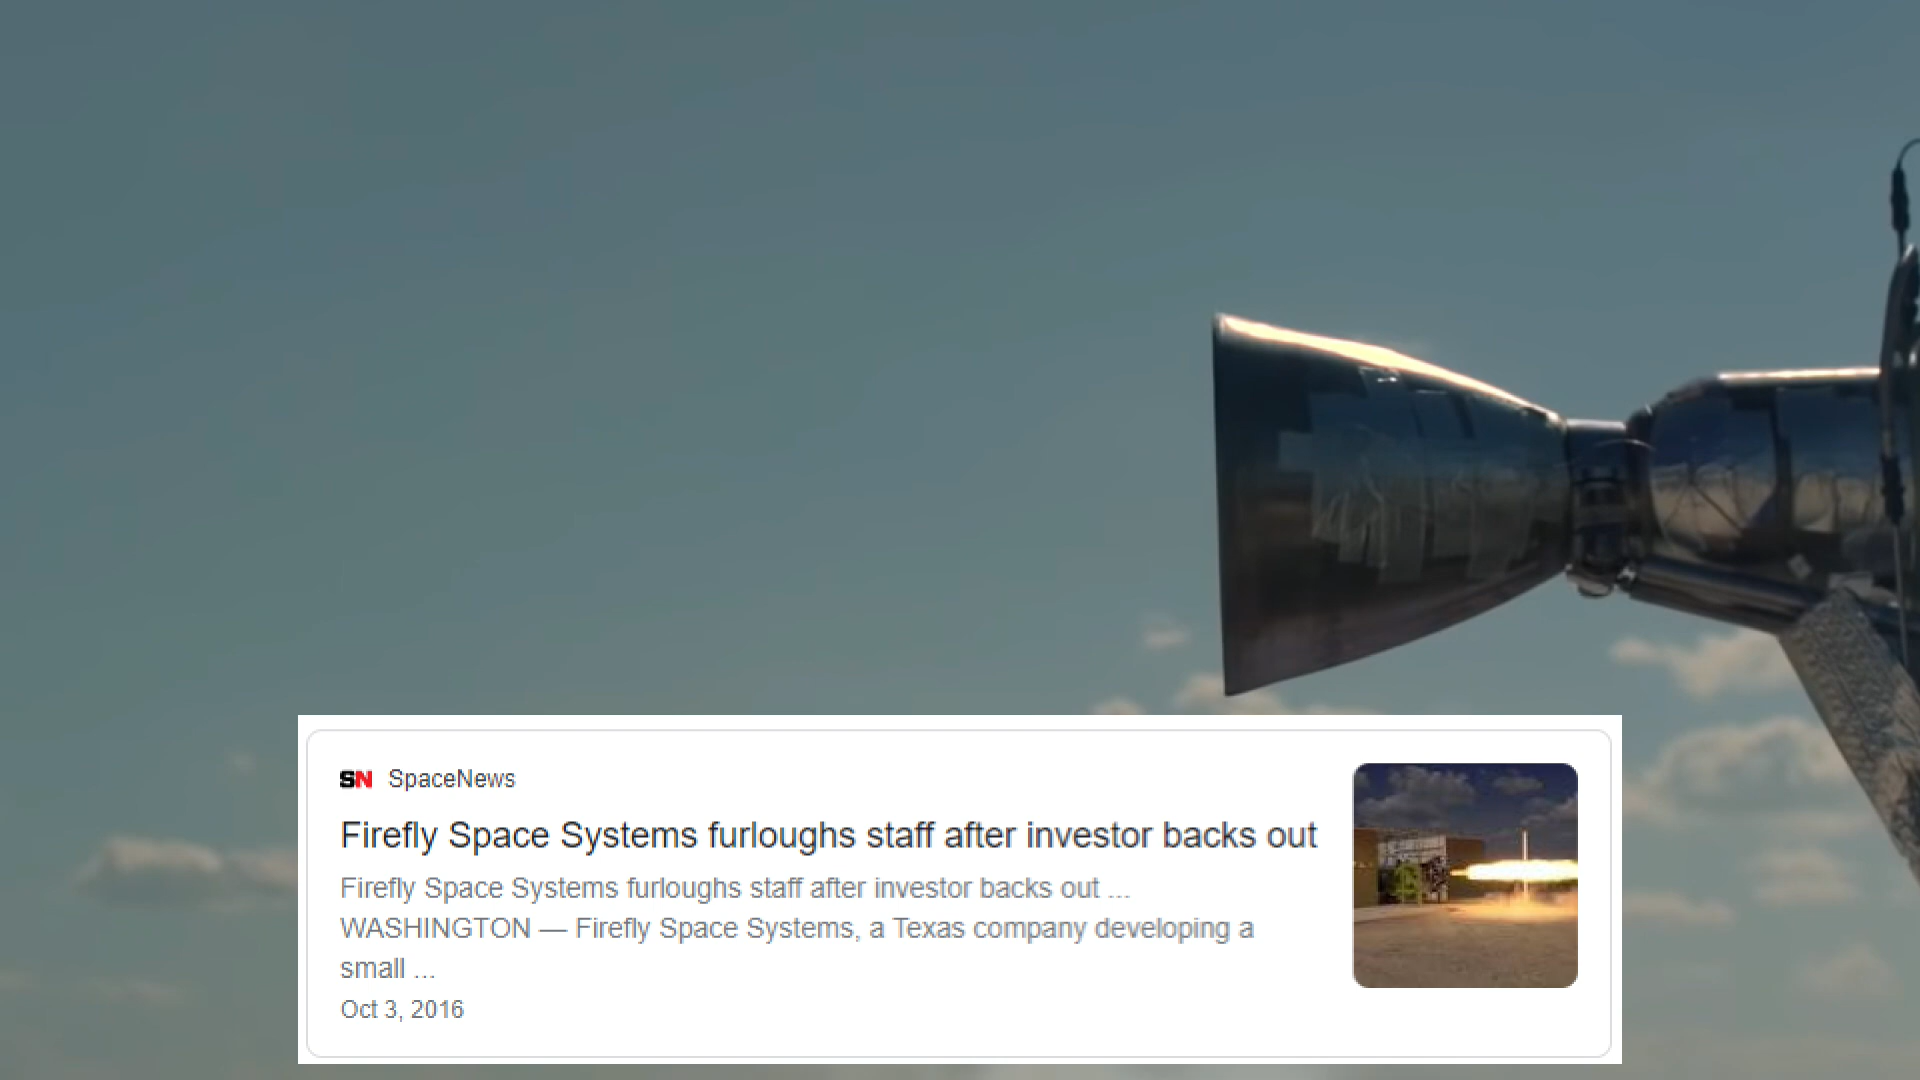 SN SpaceNews
Firefly Space Systems furloughs staff after investor backs out
Firefly Space Systems furloughs staff after investor backs out ...
WASHINGTON — Firefly Space Systems, a Texas company developing a
small ...
Oct 3, 2016